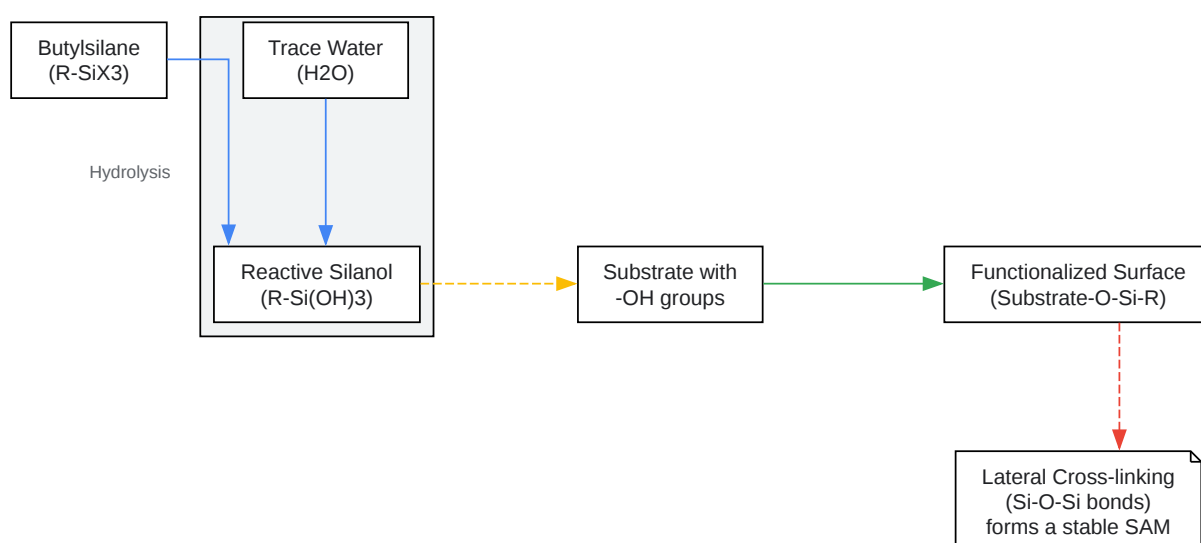 Butylsilane
(R-SiX3)
Trace Water
(H2O)
Hydrolysis
Reactive Silanol
(R-Si(OH)3)
Substrate with
-OH groups
Functionalized Surface
(Substrate-O-Si-R)
Lateral Cross-linking
(Si-O-Si bonds)
forms a stable SAM